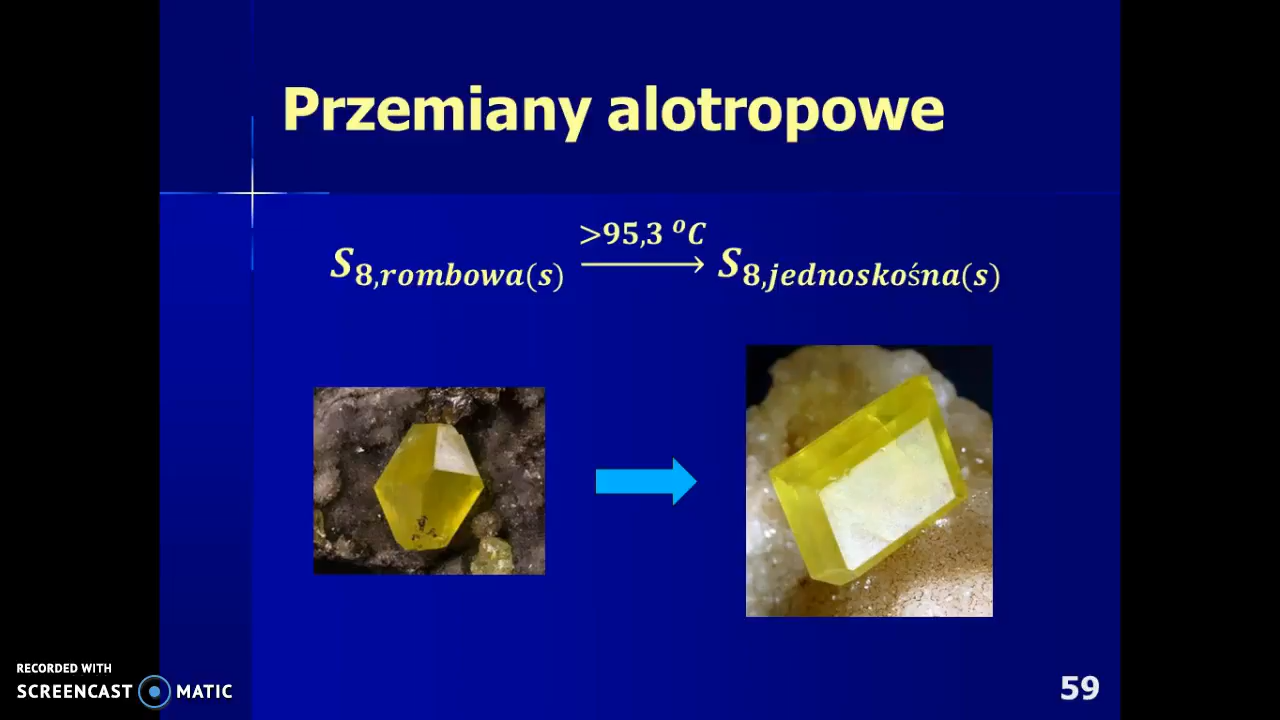 Przemiany alotropowe
>95,3 °C
S8,rombowa(s) → S8,jednoskośna(s)
RECORDED WITH
SCREENCAST MATIC
59